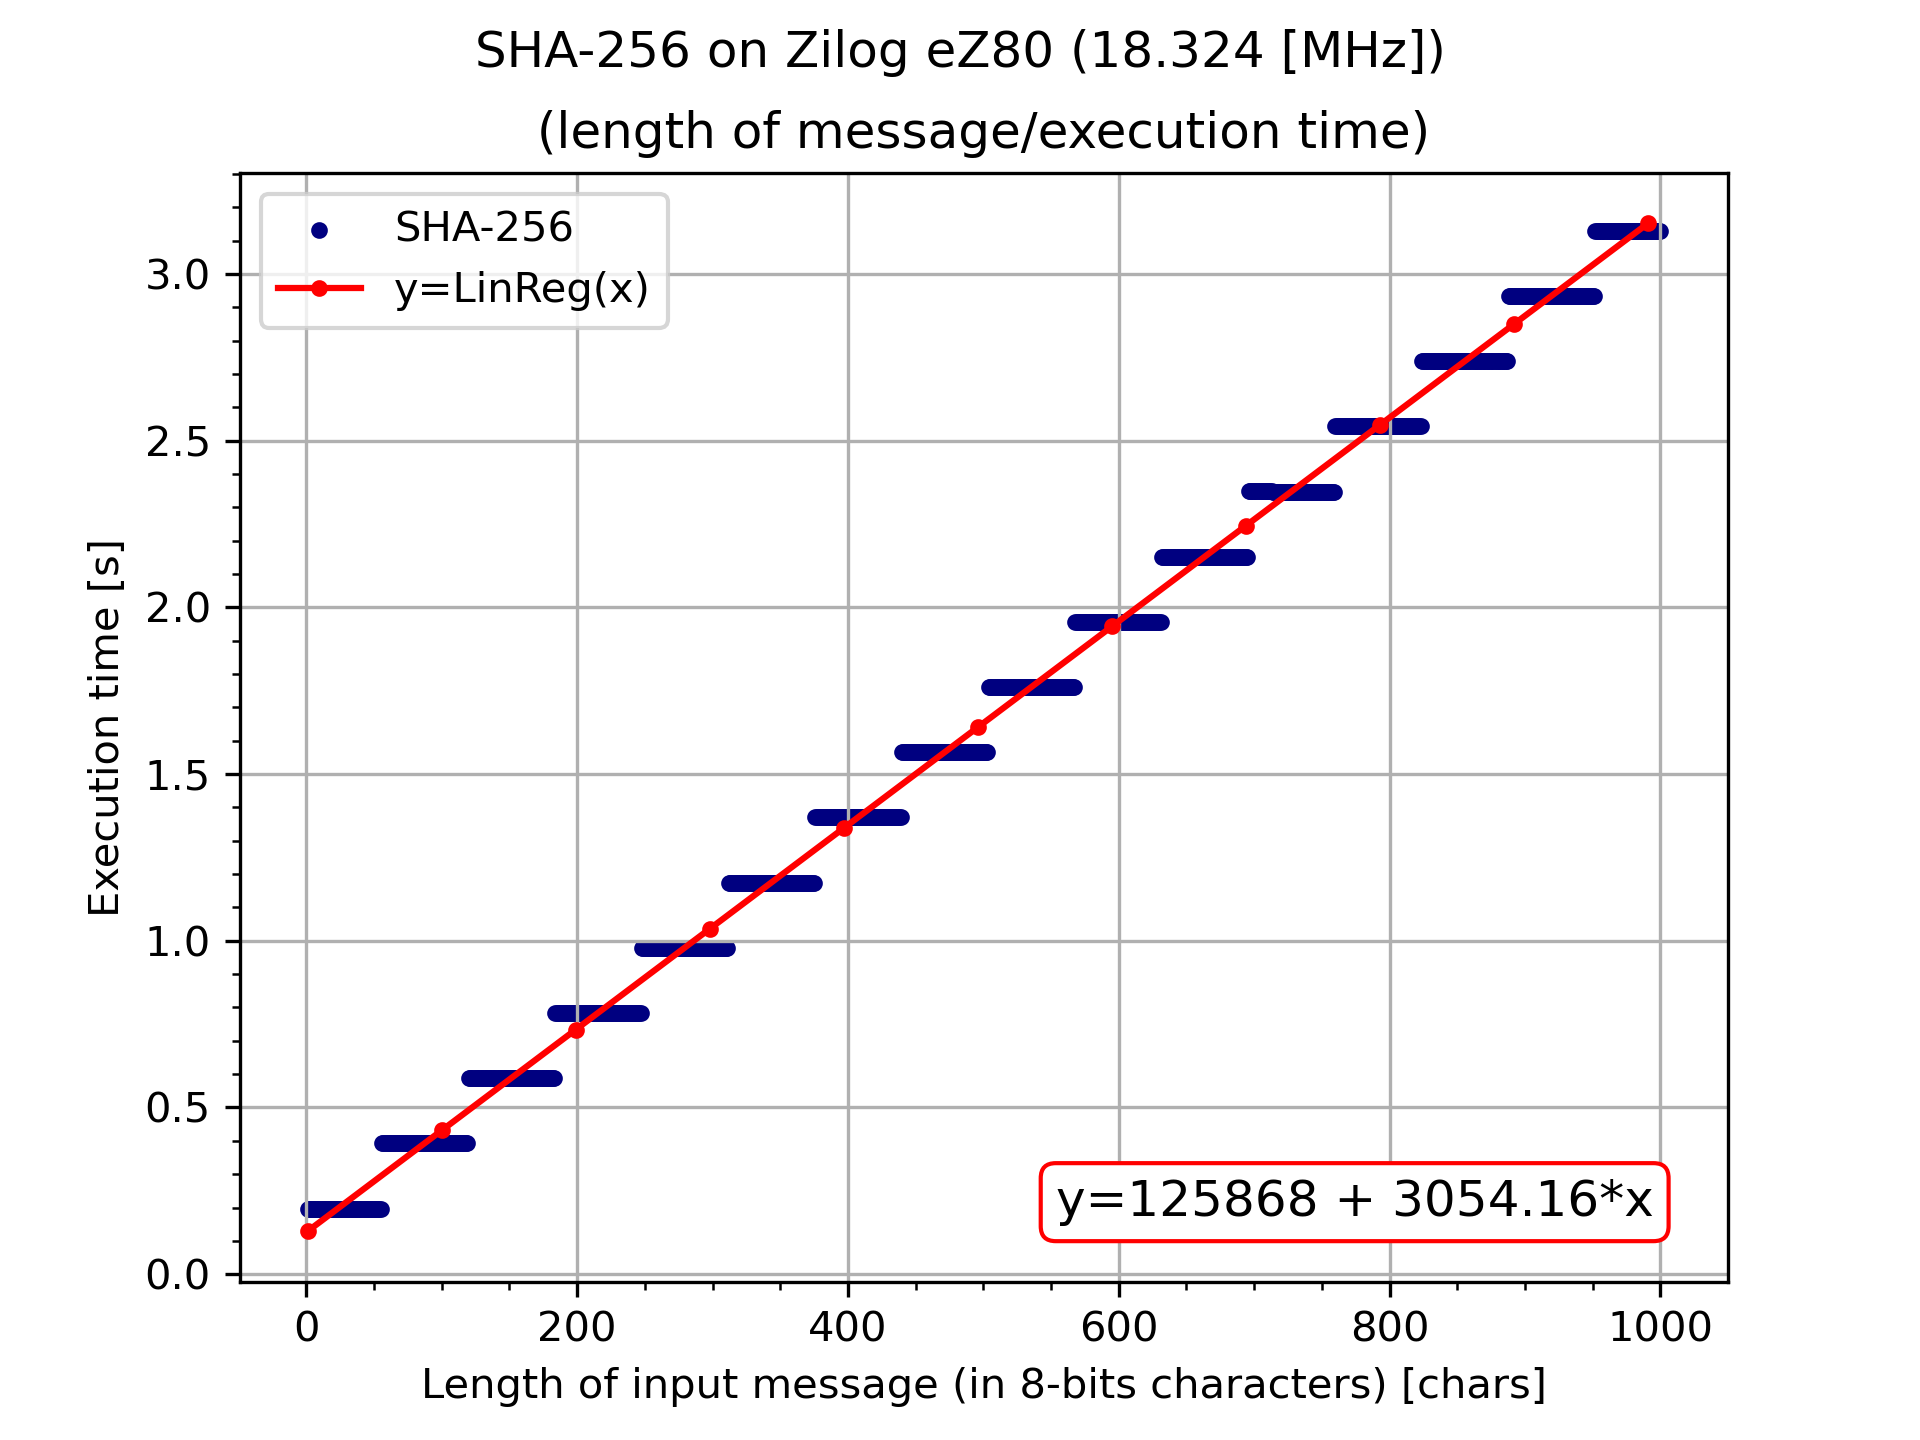 SHA-256 on Zilog eZ80 (18.324 [MHz])
(length of message/execution time)
SHA-256
y=LinReg(x)
3.0
2.5
2.0
1.5
1.0
0.5
0.0
Execution time [s]
y=125868 + 3054.16*x
0 200 400 600 800 1000
Length of input message (in 8-bits characters) [chars]